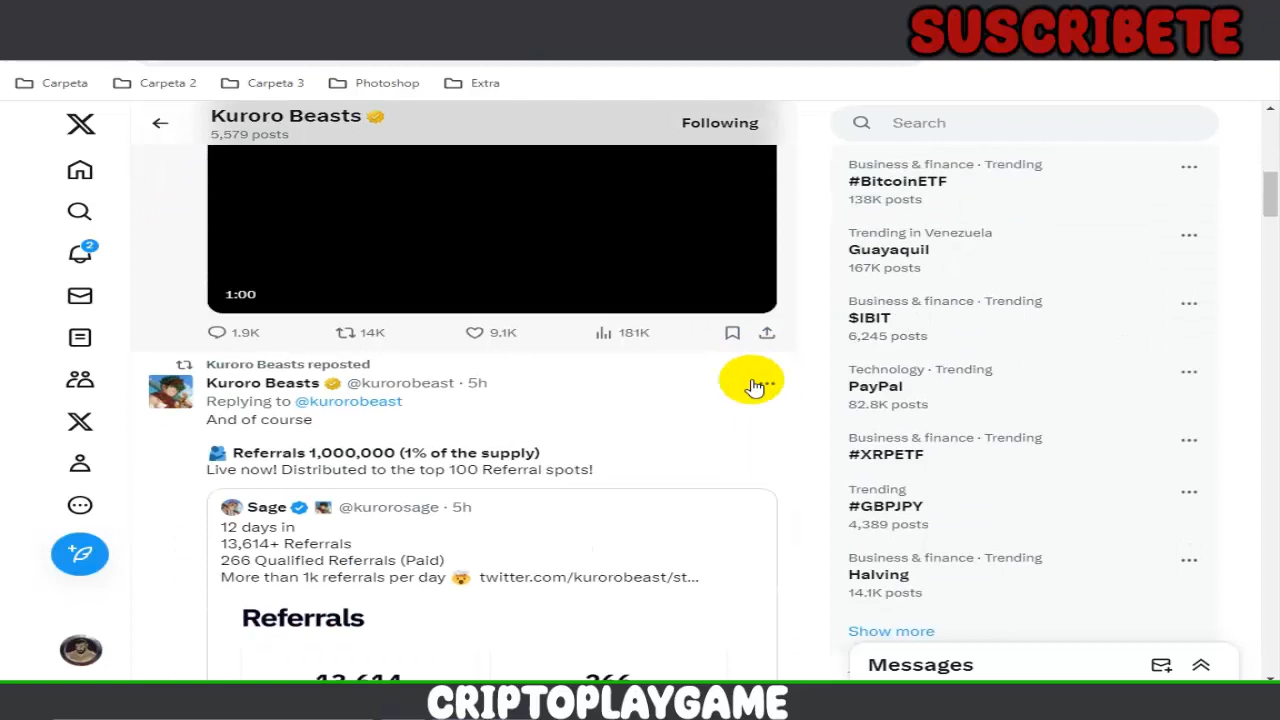 SUSCRIBETE
Carpeta
Carpeta 2
Carpeta 3
Photoshop
Extra
Kuroro Beasts
5,579 posts
Following
1:00
1.9K
14K
9.1K
181K
Kuroro Beasts reposted
Kuroro Beasts @kurorobeast · 5h
Replying to @kurorobeast
And of course
Referrals 1,000,000 (1% of the supply)
Live now! Distributed to the top 100 Referral spots!
Sage @kurorosage · 5h
12 days in
13,614+ Referrals
266 Qualified Referrals (Paid)
More than 1k referrals per day 🤯 twitter.com/kurorobeast/st...
Referrals
13,614
266
2
Search
Business & finance · Trending
#BitcoinETF
138K posts
Trending in Venezuela
Guayaquil
167K posts
Business & finance · Trending
$IBIT
6,245 posts
Technology · Trending
PayPal
82.8K posts
Business & finance · Trending
#XRPETF
Trending
#GBPJPY
4,389 posts
Business & finance · Trending
Halving
14.1K posts
Show more
Messages
CRIPTOPLAYGAME